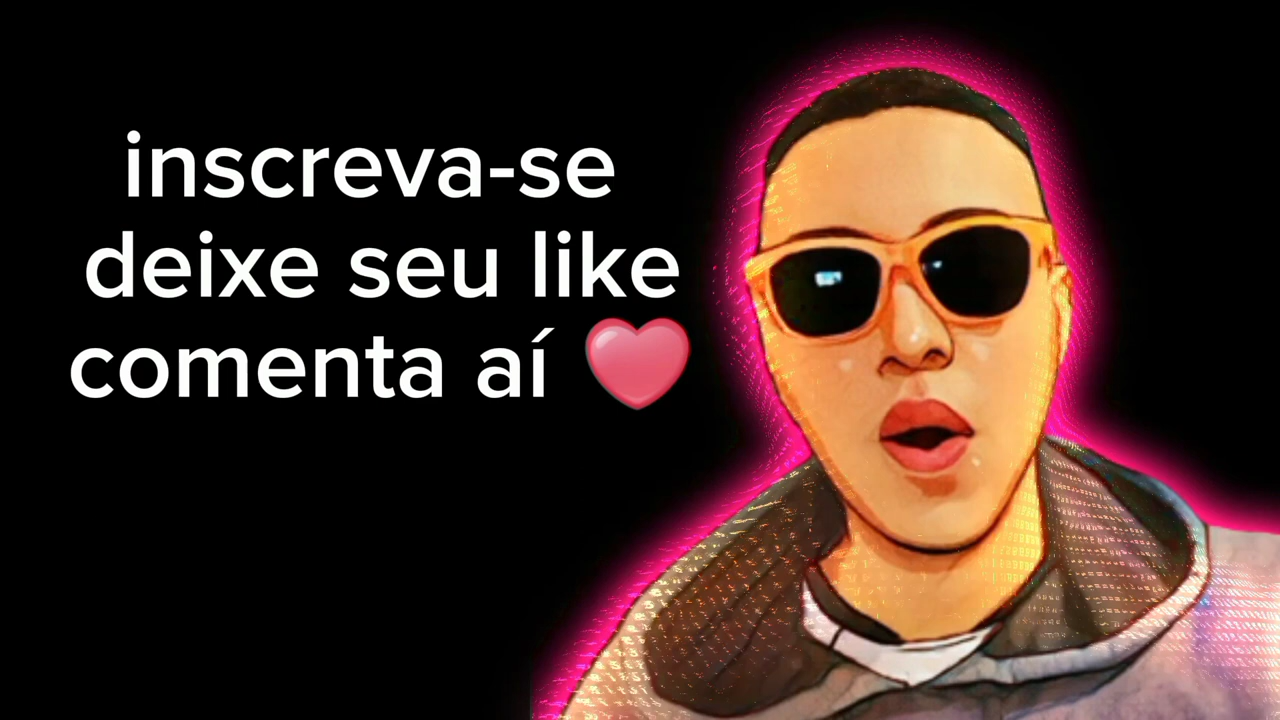 inscreva-se
deixe seu like
comenta aí ❤️